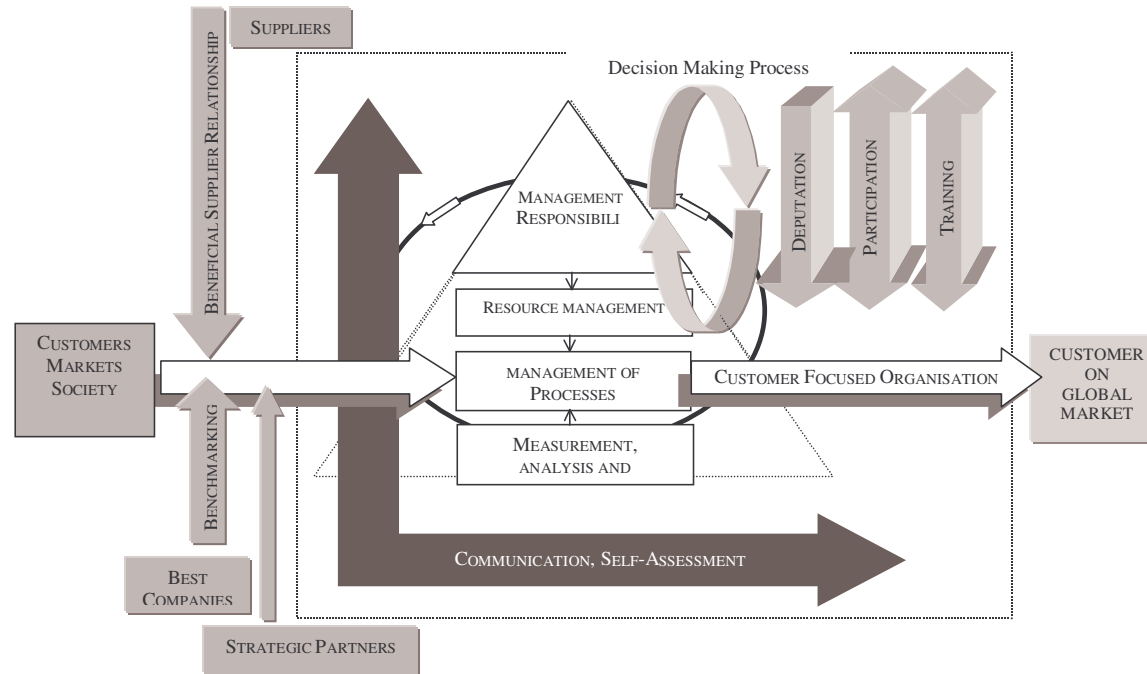 SUPPLIERS
BENEFICIAL SUPPLIER RELATIONSHIP
Decision Making Process
DEPUTATION
PARTICIPATION
TRAINING
MANAGEMENT
RESPONSIBILI
RESOURCE MANAGEMENT
CUSTOMERS
MARKETS
SOCIETY
MANAGEMENT OF
PROCESSES
CUSTOMER FOCUSED ORGANISATION
CUSTOMER
ON
GLOBAL
MARKET
MEASUREMENT,
ANALYSIS AND
BENCHMARKING
COMMUNICATION, SELF-ASSESSMENT
BEST
COMPANIES
STRATEGIC PARTNERS